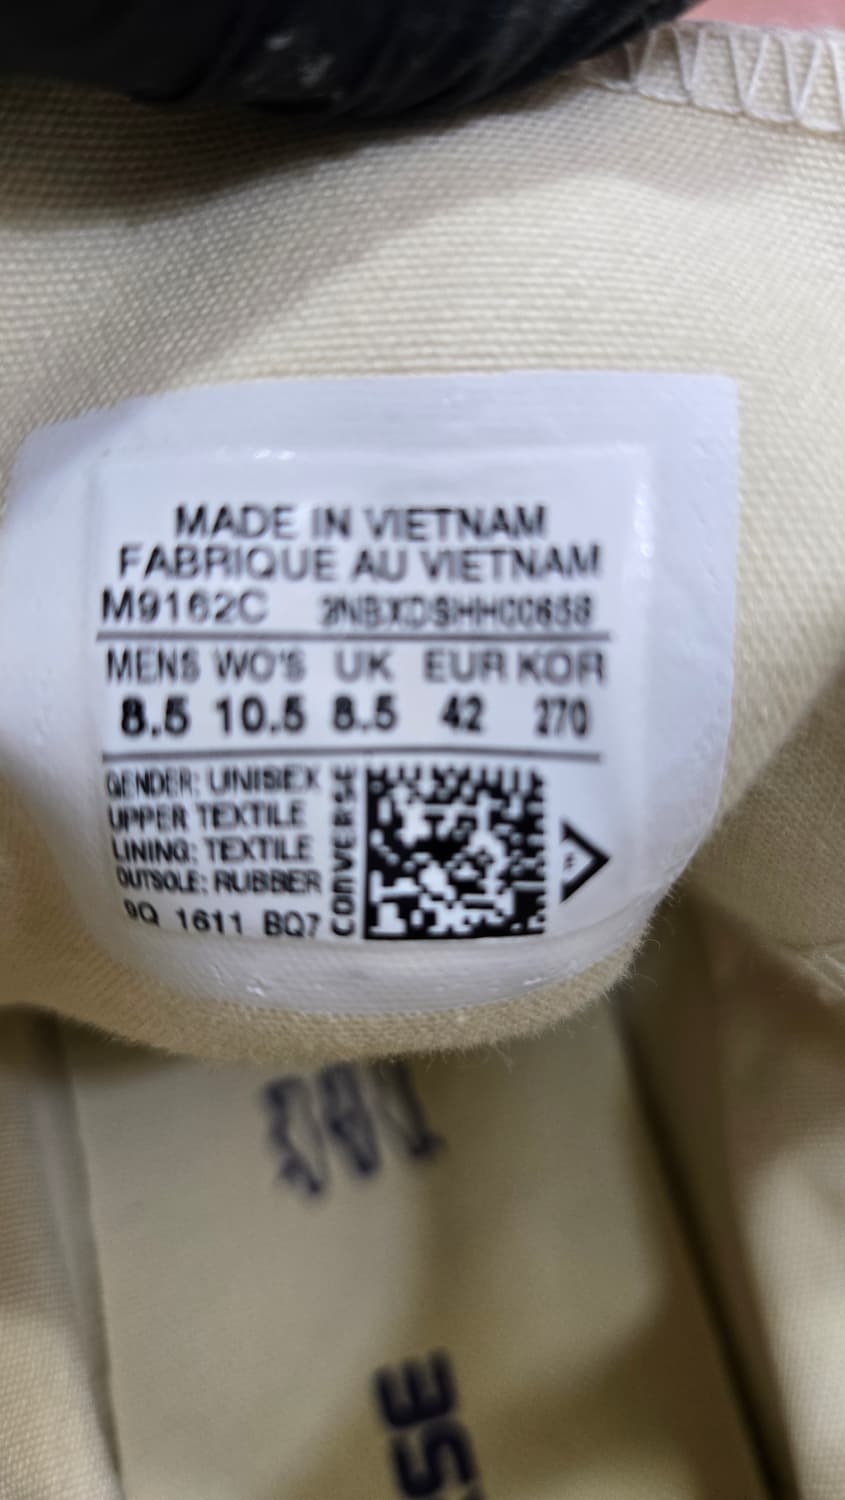 MADE IN VIETNAM
FABRIQUE AU VIETNAM
M9162C
MENS WO'S UK EUR KOR
8.5 10.5 8.5 42 270
GENDER: UNISEX
UPPER TEXTILE
LINING: TEXTILE
OUTSOLE: RUBBER
9Q 1611 BQ7
CONVERSE